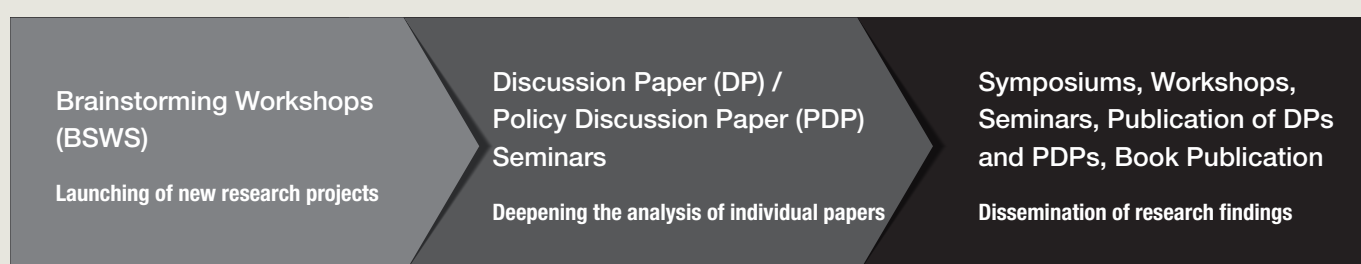 Brainstorming Workshops
(BSWS)
Launching of new research projects
Discussion Paper (DP) /
Policy Discussion Paper (PDP)
Seminars
Deepening the analysis of individual papers
Symposiums, Workshops,
Seminars, Publication of DPs
and PDPs, Book Publication
Dissemination of research findings